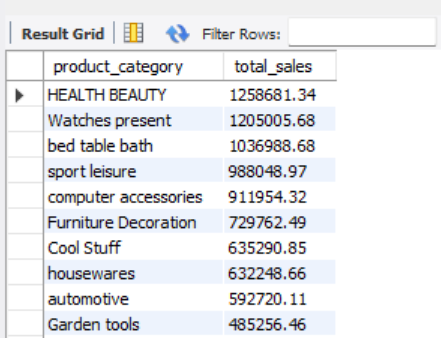 Result Grid Filter Rows:
product_category total_sales
HEALTH BEAUTY 1258681.34
Watches present 1205005.68
bed table bath 1036988.68
sport leisure 988048.97
computer accessories 911954.32
Furniture Decoration 729762.49
Cool Stuff 635290.85
housewares 632248.66
automotive 592720.11
Garden tools 485256.46